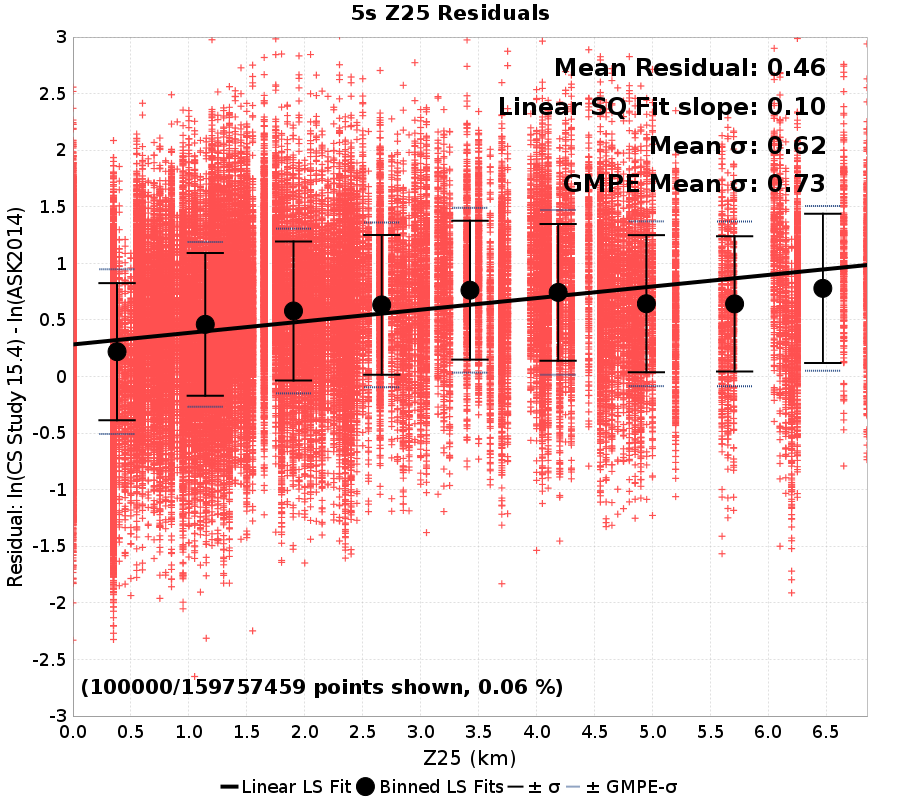 5s Z25 Residuals
Mean Residual: 0.46
Linear SQ Fit slope: 0.10
Mean σ: 0.62
GMPE Mean σ: 0.73
Residual: ln(CS Study 15.4) - ln(ASK2014)
3
2.5
2
1.5
1
0.5
0
-0.5
-1
-1.5
-2
-2.5
-3
(100000/159757459 points shown, 0.06 %)
0.0 0.5 1.0 1.5 2.0 2.5 3.0 3.5 4.0 4.5 5.0 5.5 6.0 6.5
Z25 (km)
Linear LS Fit Binned LS Fits ± σ ± GMPE-σ